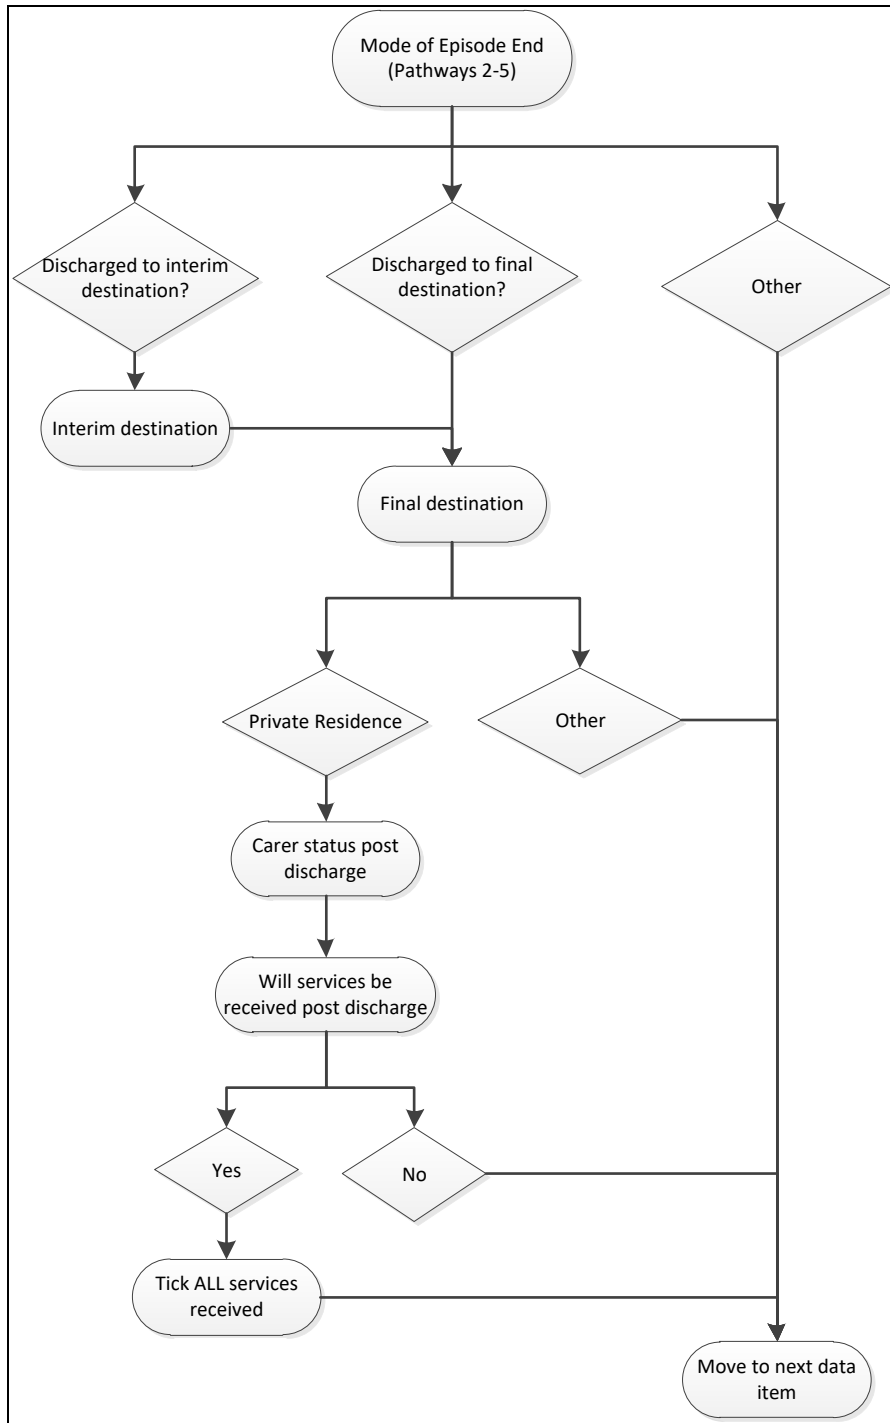 Mode of Episode End
(Pathways 2-5)
Discharged to interim
destination?
Discharged to final
destination?
Other
Interim destination
Final destination
Private Residence
Other
Carer status post
discharge
Will services be
received post discharge
Yes
No
Tick ALL services
received
Move to next data
item